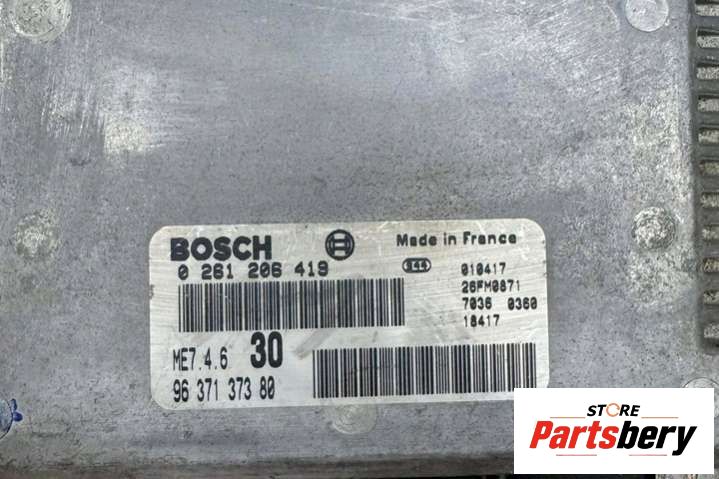 BOSCH
Made in France
0 261 206 419
944
010417
26FM0871
7036 0360
18417
ME7.4.6 30
96 371 373 80
STORE
Partsbery